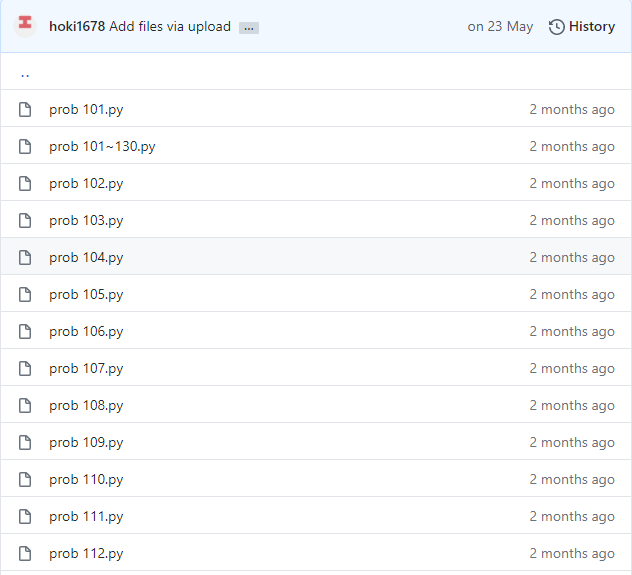 hoki1678 Add files via upload ... on 23 May History
..
prob 101.py 2 months ago
prob 101~130.py 2 months ago
prob 102.py 2 months ago
prob 103.py 2 months ago
prob 104.py 2 months ago
prob 105.py 2 months ago
prob 106.py 2 months ago
prob 107.py 2 months ago
prob 108.py 2 months ago
prob 109.py 2 months ago
prob 110.py 2 months ago
prob 111.py 2 months ago
prob 112.py 2 months ago